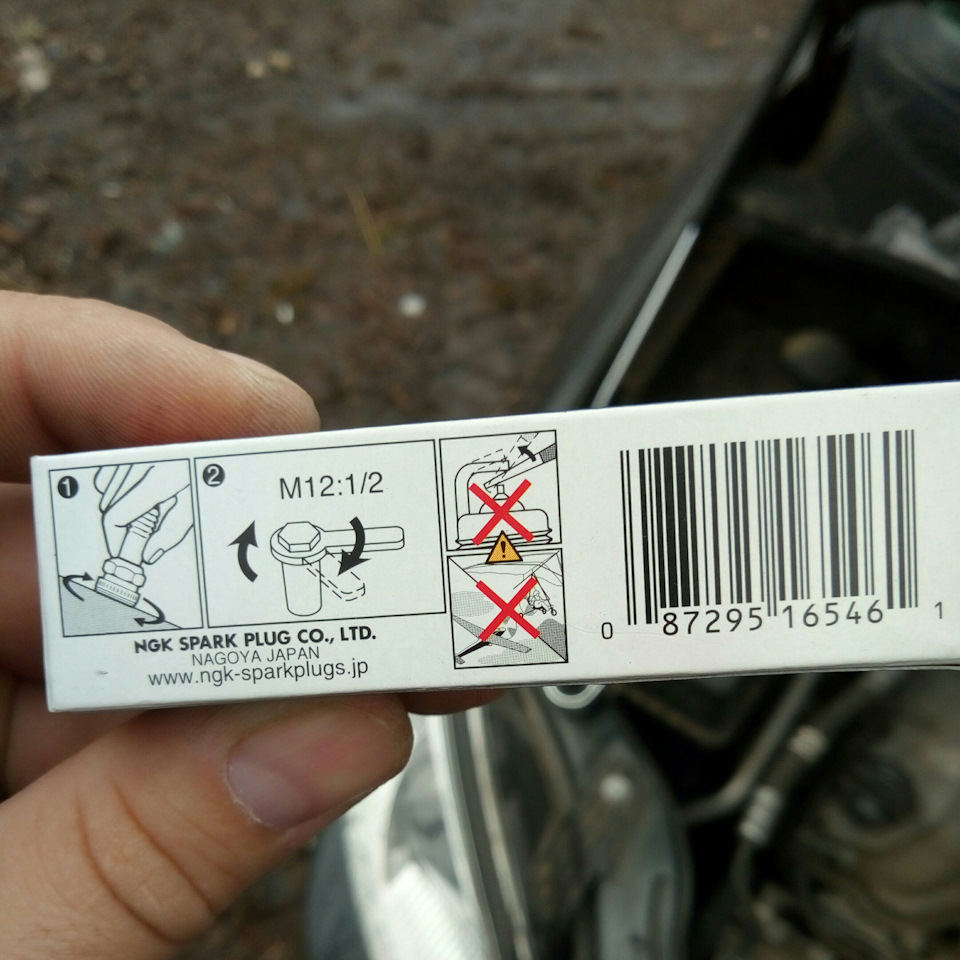 1
2
M12:1/2
!
NGK SPARK PLUG CO., LTD.
NAGOYA JAPAN
www.ngk-sparkplugs.jp
0 87295 16546 1